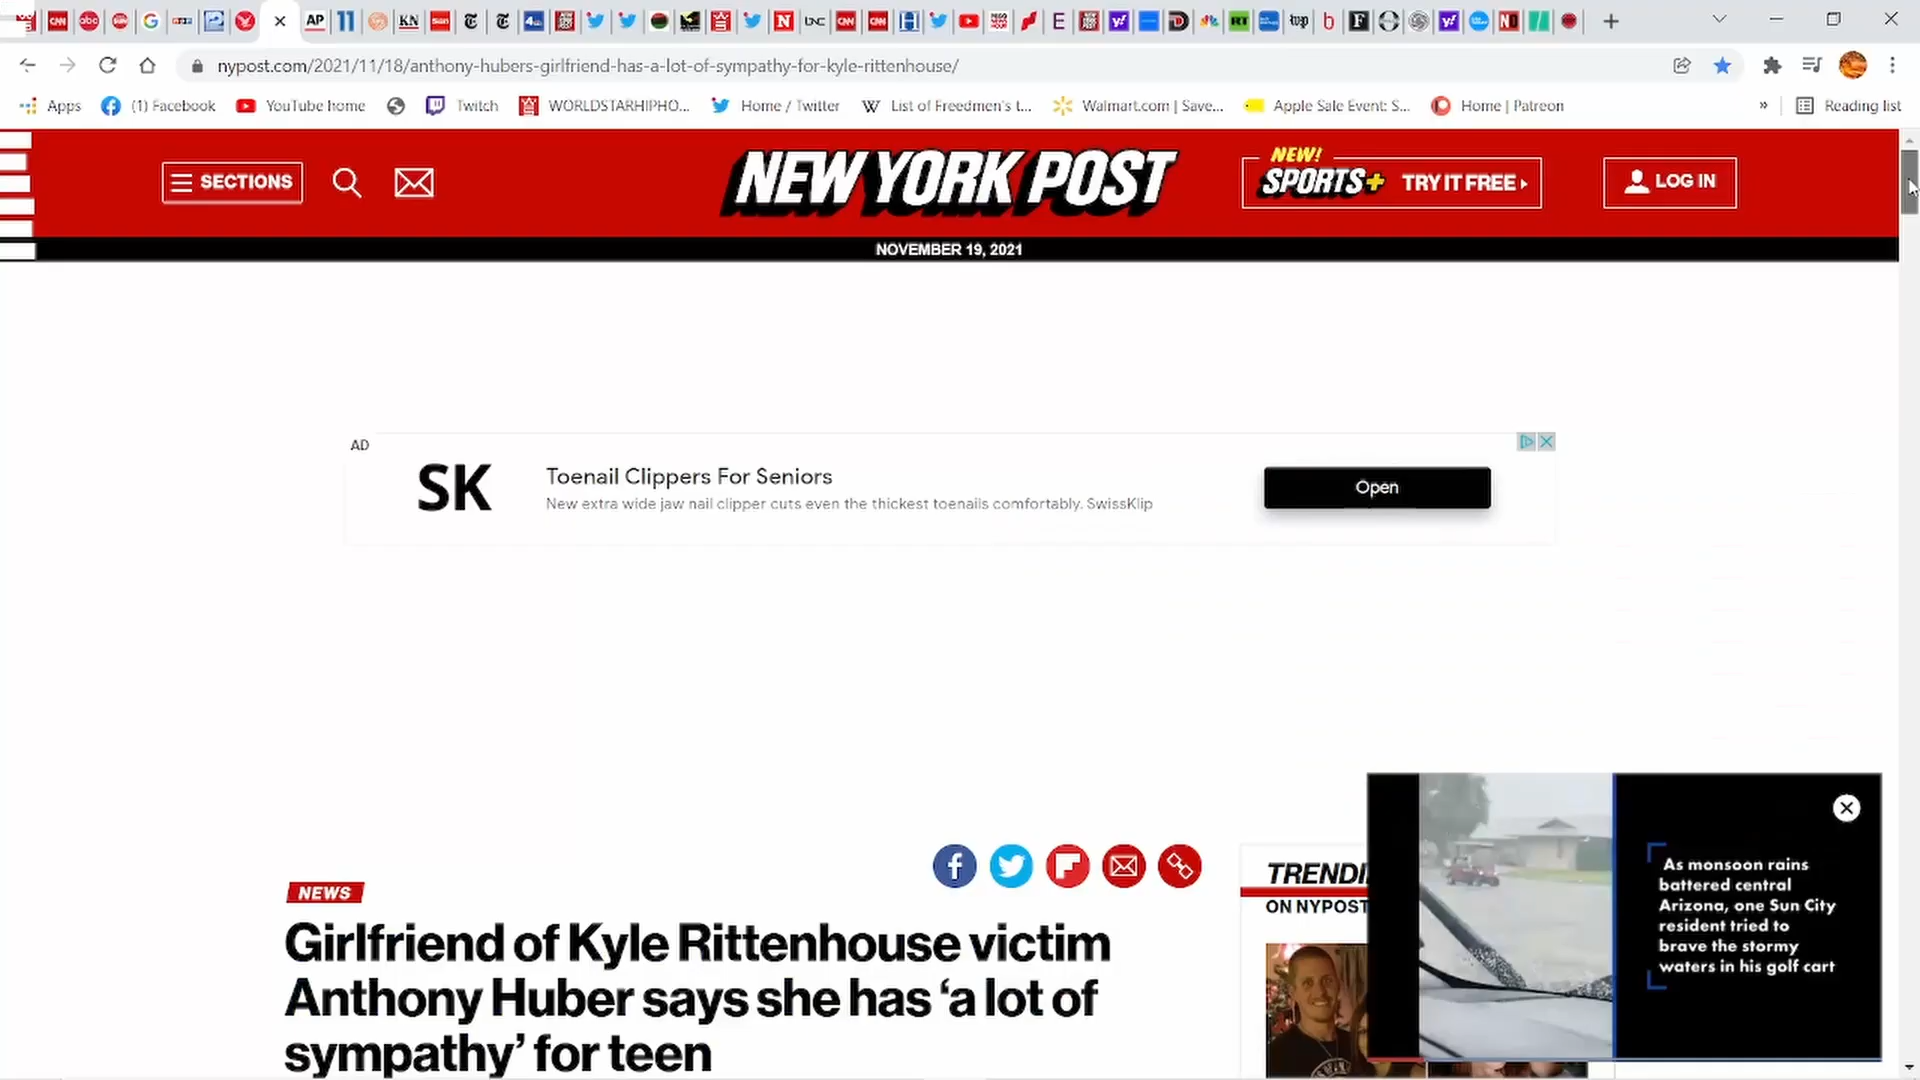 nypost.com/2021/11/18/anthony-hubers-girlfriend-has-a-lot-of-sympathy-for-kyle-rittenhouse/
Apps (1) Facebook YouTube home Twitch WORLDSTARHIPHO... Home / Twitter List of Freedmen's t... Walmart.com | Save... Apple Sale Event: S... Home | Patreon » Reading list
SECTIONS
NEW YORK POST
NEW!
SPORTS+ TRY IT FREE
LOG IN
NOVEMBER 19, 2021
AD
SK
Toenail Clippers For Seniors
New extra wide jaw nail clipper cuts even the thickest toenails comfortably. SwissKlip
Open
NEWS
Girlfriend of Kyle Rittenhouse victim
Anthony Huber says she has ‘a lot of
sympathy’ for teen
TRENDI
ON NYPOST
As monsoon rains
battered central
Arizona, one Sun City
resident tried to
brave the stormy
waters in his golf cart